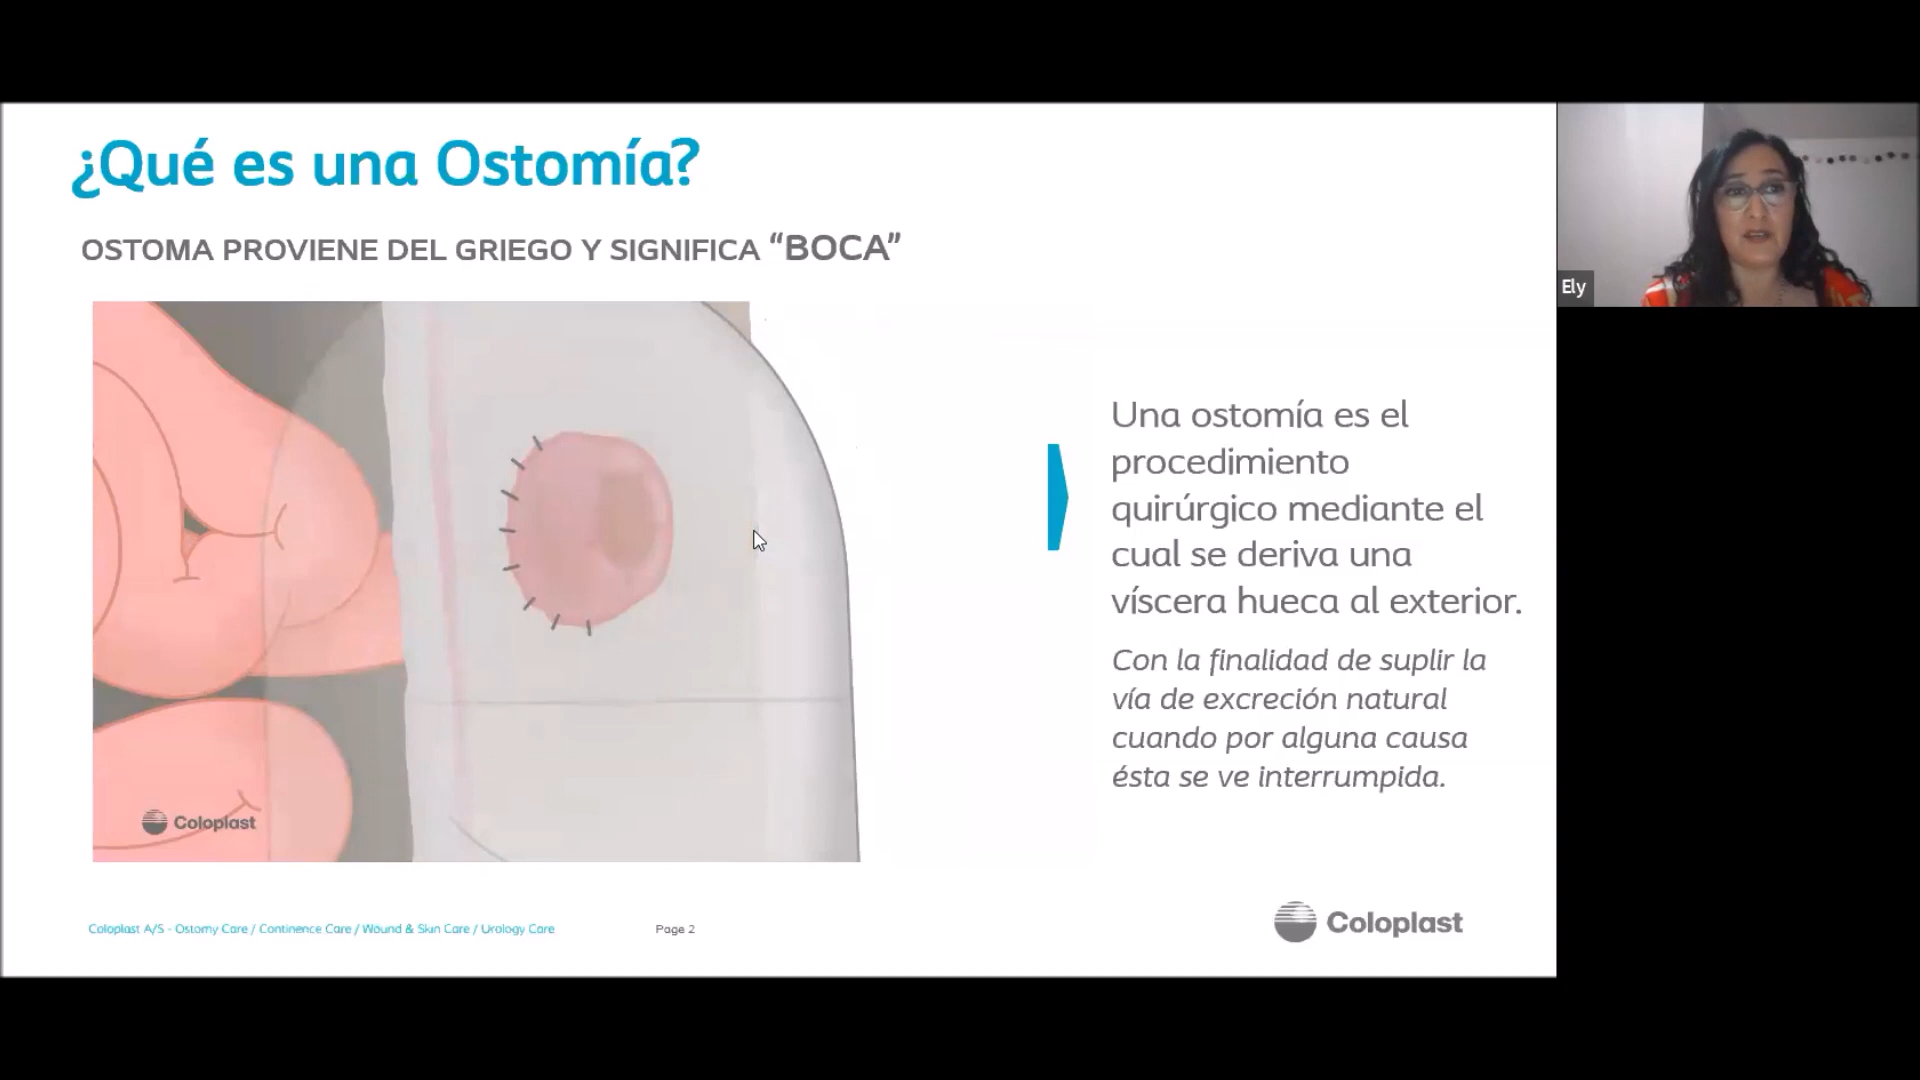 ¿Qué es una Ostomía?
OSTOMA PROVIENE DEL GRIEGO Y SIGNIFICA “BOCA”
Ely
Una ostomía es el
procedimiento
quirúrgico mediante el
cual se deriva una
víscera hueca al exterior.
Con la finalidad de suplir la
vía de excreción natural
cuando por alguna causa
ésta se ve interrumpida.
Coloplast
Coloplast A/S - Ostomy Care / Continence Care / Wound & Skin Care / Urology Care
Page 2
Coloplast